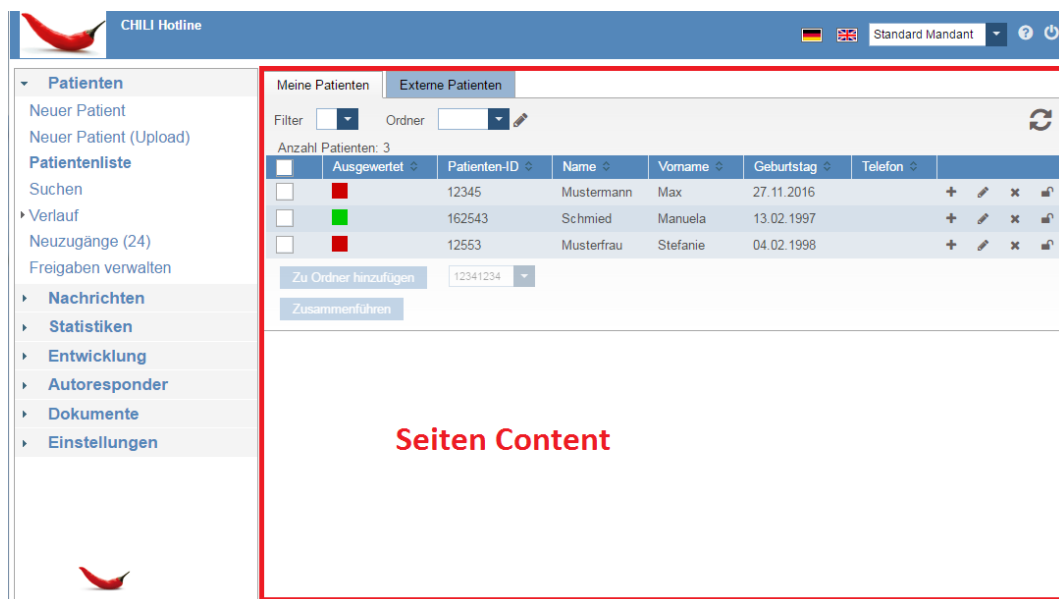 CHILI Hotline
Standard Mandant
Patienten
Neuer Patient
Neuer Patient (Upload)
Patientenliste
Suchen
Verlauf
Neuzugänge (24)
Freigaben verwalten
Nachrichten
Statistiken
Entwicklung
Autoresponder
Dokumente
Einstellungen
Meine Patienten Externe Patienten
Filter Ordner
Anzahl Patienten: 3
Ausgewertet Patienten-ID Name Vorname Geburtstag Telefon
12345 Mustermann Max 27.11.2016
162543 Schmied Manuela 13.02.1997
12553 Musterfrau Stefanie 04.02.1998
Zu Ordner hinzufügen 12341234
Zusammenführen
Seiten Content